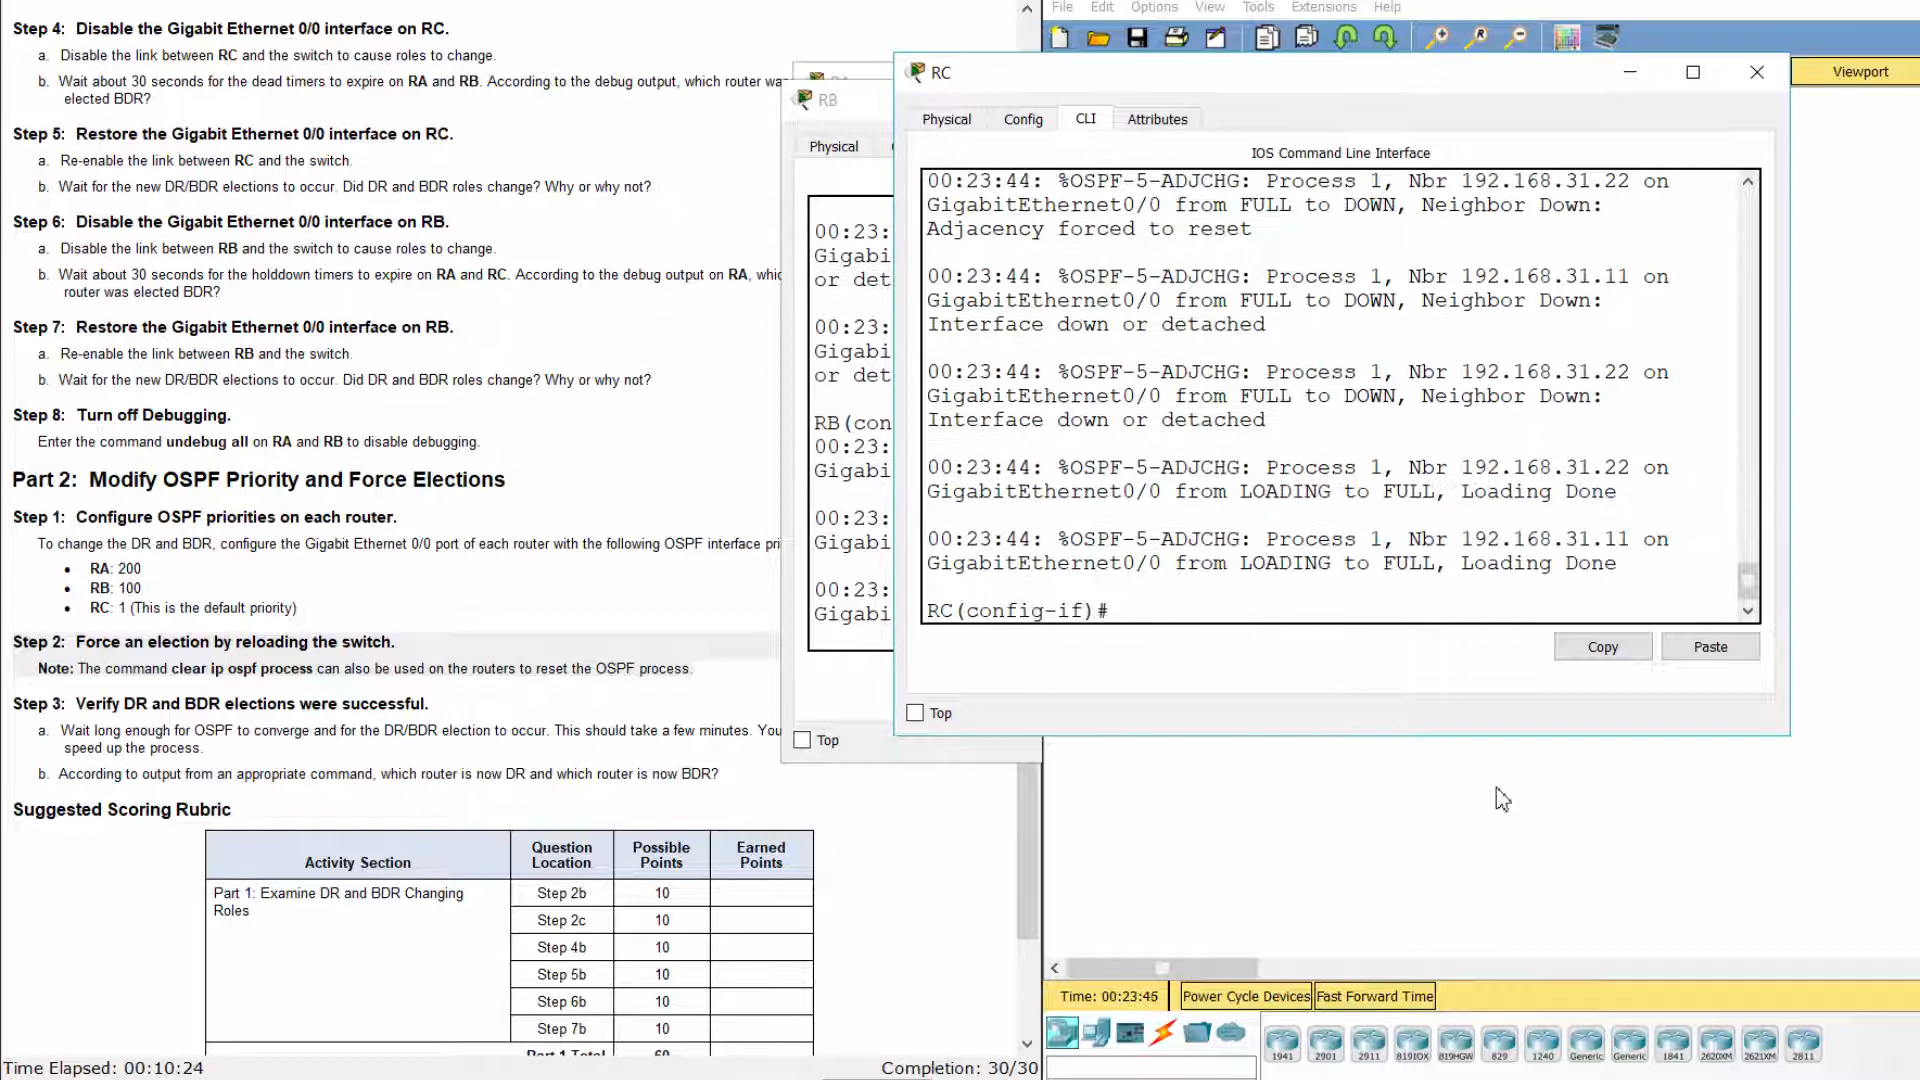 Step 4: Disable the Gigabit Ethernet 0/0 interface on RC.
a. Disable the link between RC and the switch to cause roles to change.
b. Wait about 30 seconds for the dead timers to expire on RA and RB. According to the debug output, which router wa
elected BDR?
Step 5: Restore the Gigabit Ethernet 0/0 interface on RC.
a. Re-enable the link between RC and the switch.
b. Wait for the new DR/BDR elections to occur. Did DR and BDR roles change? Why or why not?
Step 6: Disable the Gigabit Ethernet 0/0 interface on RB.
a. Disable the link between RB and the switch to cause roles to change.
b. Wait about 30 seconds for the holddown timers to expire on RA and RC. According to the debug output on RA, whic
router was elected BDR?
Step 7: Restore the Gigabit Ethernet 0/0 interface on RB.
a. Re-enable the link between RB and the switch.
b. Wait for the new DR/BDR elections to occur. Did DR and BDR roles change? Why or why not?
Step 8: Turn off Debugging.
Enter the command undebug all on RA and RB to disable debugging.
Part 2: Modify OSPF Priority and Force Elections
Step 1: Configure OSPF priorities on each router.
To change the DR and BDR, configure the Gigabit Ethernet 0/0 port of each router with the following OSPF interface pri
• RA: 200
• RB: 100
• RC: 1 (This is the default priority)
Step 2: Force an election by reloading the switch.
Note: The command clear ip ospf process can also be used on the routers to reset the OSPF process.
Step 3: Verify DR and BDR elections were successful.
a. Wait long enough for OSPF to converge and for the DR/BDR election to occur. This should take a few minutes. You
speed up the process.
b. According to output from an appropriate command, which router is now DR and which router is now BDR?
Suggested Scoring Rubric
Activity Section Question Location Possible Points Earned Points
Part 1: Examine DR and BDR Changing Roles
Step 2b 10
Step 2c 10
Step 4b 10
Step 5b 10
Step 6b 10
Step 7b 10
Part 1 Total 60
Time Elapsed: 00:10:24 Completion: 30/30
RB
Physical
00:23:
Gigabi
or det
00:23:
Gigabi
or det
RB(con
00:23:
Gigabi
00:23:
Gigabi
00:23:
Gigabi
Top
File Edit Options View Tools Extensions Help
Viewport
RC
Physical Config CLI Attributes
IOS Command Line Interface
00:23:44: %OSPF-5-ADJCHG: Process 1, Nbr 192.168.31.22 on
GigabitEthernet0/0 from FULL to DOWN, Neighbor Down:
Adjacency forced to reset
00:23:44: %OSPF-5-ADJCHG: Process 1, Nbr 192.168.31.11 on
GigabitEthernet0/0 from FULL to DOWN, Neighbor Down:
Interface down or detached
00:23:44: %OSPF-5-ADJCHG: Process 1, Nbr 192.168.31.22 on
GigabitEthernet0/0 from FULL to DOWN, Neighbor Down:
Interface down or detached
00:23:44: %OSPF-5-ADJCHG: Process 1, Nbr 192.168.31.22 on
GigabitEthernet0/0 from LOADING to FULL, Loading Done
00:23:44: %OSPF-5-ADJCHG: Process 1, Nbr 192.168.31.11 on
GigabitEthernet0/0 from LOADING to FULL, Loading Done
RC(config-if)#
Copy Paste
Top
Time: 00:23:45 Power Cycle Devices Fast Forward Time
1941 2901 2911 819IOX 819HGW 829 1240 Generic Generic 1841 2620XM 2621XM 2811